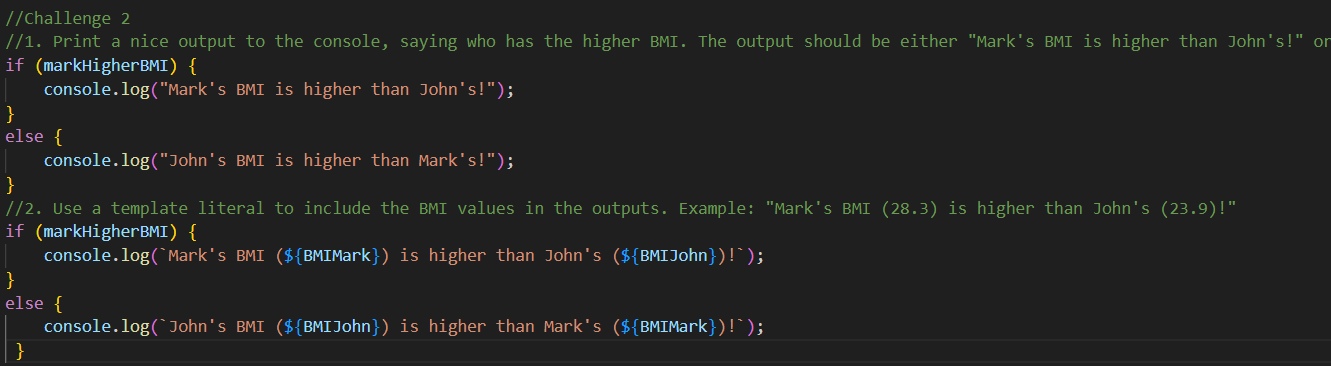 //Challenge 2
//1. Print a nice output to the console, saying who has the higher BMI. The output should be either "Mark's BMI is higher than John's!" or
if (markHigherBMI) {
    console.log("Mark's BMI is higher than John's!");
}
else {
    console.log("John's BMI is higher than Mark's!");
}
//2. Use a template literal to include the BMI values in the outputs. Example: "Mark's BMI (28.3) is higher than John's (23.9)!"
if (markHigherBMI) {
    console.log(`Mark's BMI (${BMIMark}) is higher than John's (${BMIJohn})!`);
}
else {
    console.log(`John's BMI (${BMIJohn}) is higher than Mark's (${BMIMark})!`);
 }